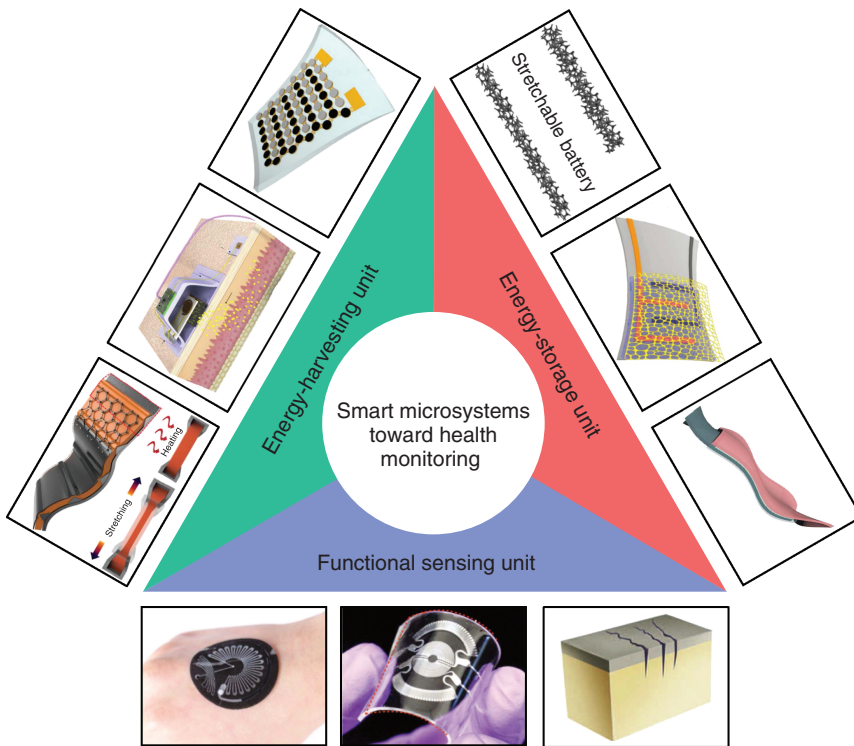 Stretchable battery
Energy-harvesting unit
Energy-storage unit
Smart microsystems
toward health
monitoring
Heating
Stretching
Functional sensing unit